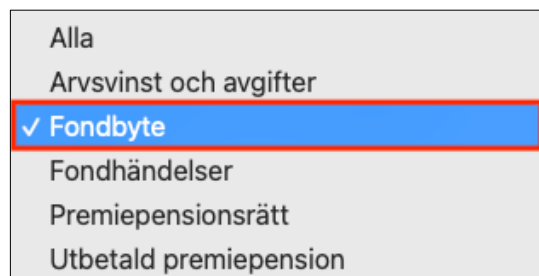 Alla
Arvsvinst och avgifter
✓ Fondbyte
Fondhändelser
Premiepensionsrätt
Utbetald premiepension